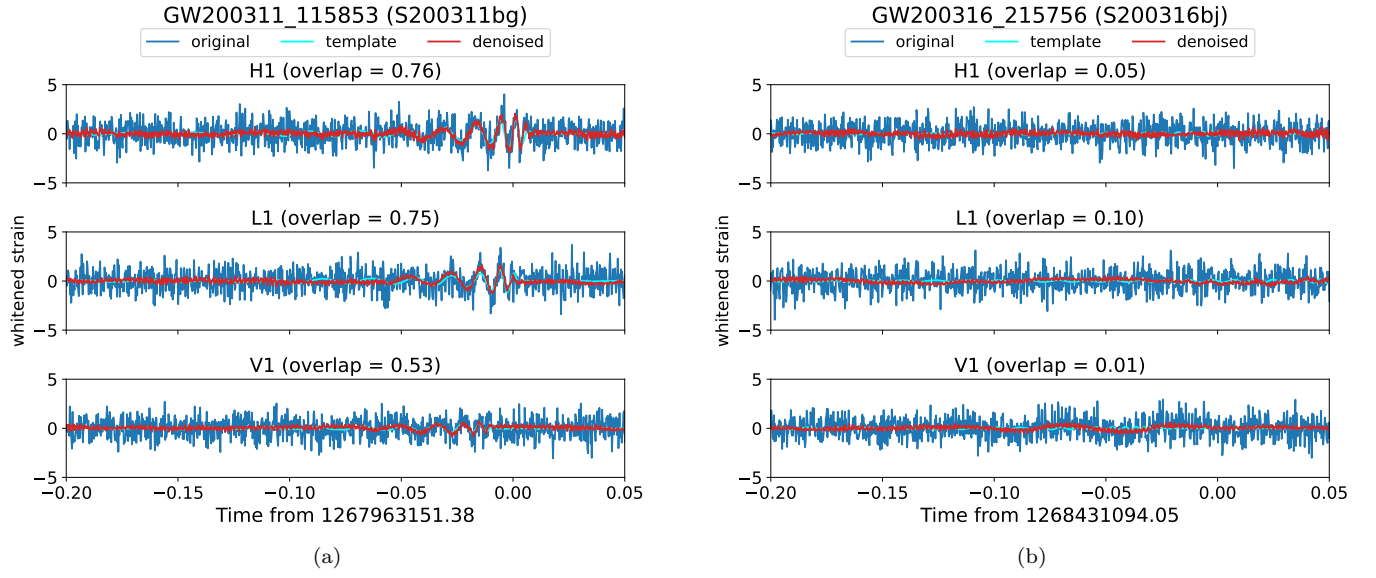 GW200311_115853 (S200311bg)
original template denoised
H1 (overlap = 0.76)
5
0
−5
L1 (overlap = 0.75)
5
0
−5
whitened strain
V1 (overlap = 0.53)
5
0
−5
−0.20 −0.15 −0.10 −0.05 0.00 0.05
Time from 1267963151.38
(a)
GW200316_215756 (S200316bj)
original template denoised
H1 (overlap = 0.05)
5
0
−5
L1 (overlap = 0.10)
5
0
−5
whitened strain
V1 (overlap = 0.01)
5
0
−5
−0.20 −0.15 −0.10 −0.05 0.00 0.05
Time from 1268431094.05
(b)